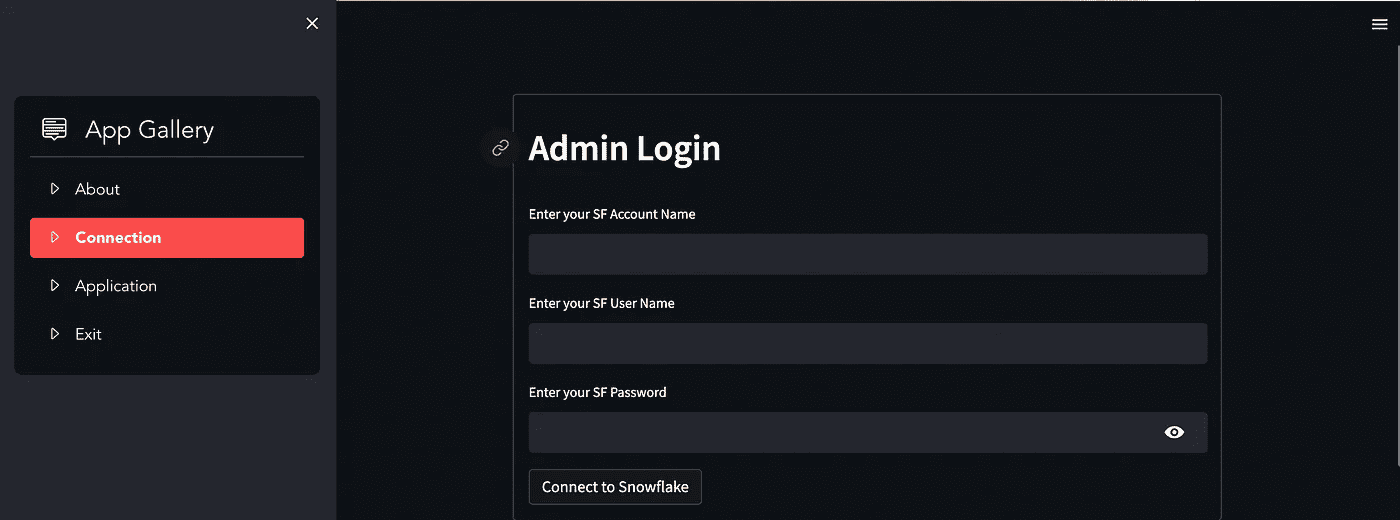 App Gallery
About
Connection
Application
Exit
Admin Login
Enter your SF Account Name
Enter your SF User Name
Enter your SF Password
Connect to Snowflake